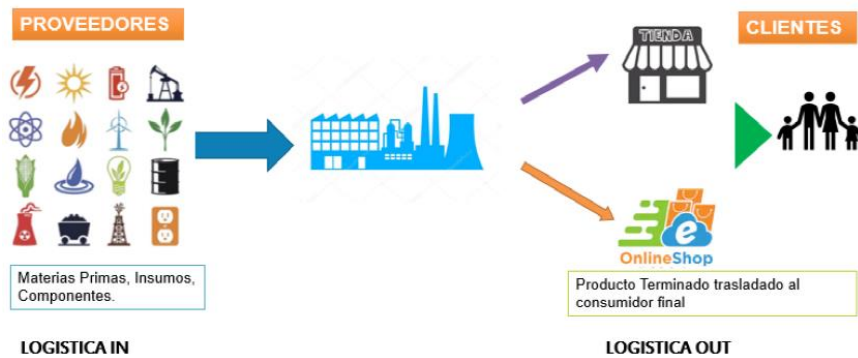 PROVEEDORES
TIENDA
CLIENTES
e
OnlineShop
Materias Primas, Insumos,
Componentes.
Producto Terminado trasladado al
consumidor final
LOGISTICA IN
LOGISTICA OUT